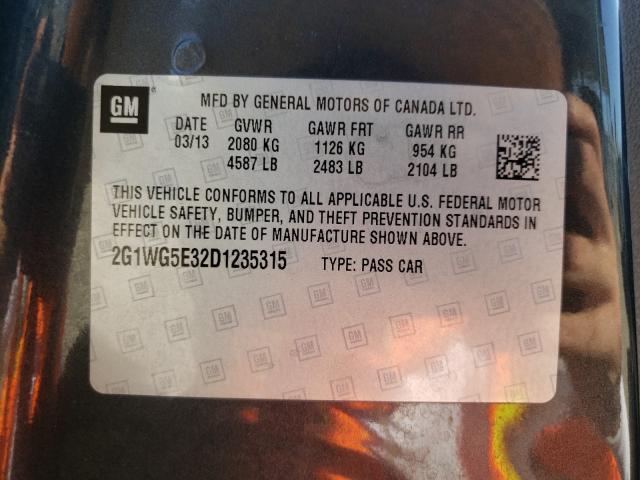 GM
MFD BY GENERAL MOTORS OF CANADA LTD.
DATE GVWR GAWR FRT GAWR RR
03/13 2080 KG 1126 KG 954 KG
4587 LB 2483 LB 2104 LB
THIS VEHICLE CONFORMS TO ALL APPLICABLE U.S. FEDERAL MOTOR
VEHICLE SAFETY, BUMPER, AND THEFT PREVENTION STANDARDS IN
EFFECT ON THE DATE OF MANUFACTURE SHOWN ABOVE.
2G1WG5E32D1235315 TYPE: PASS CAR